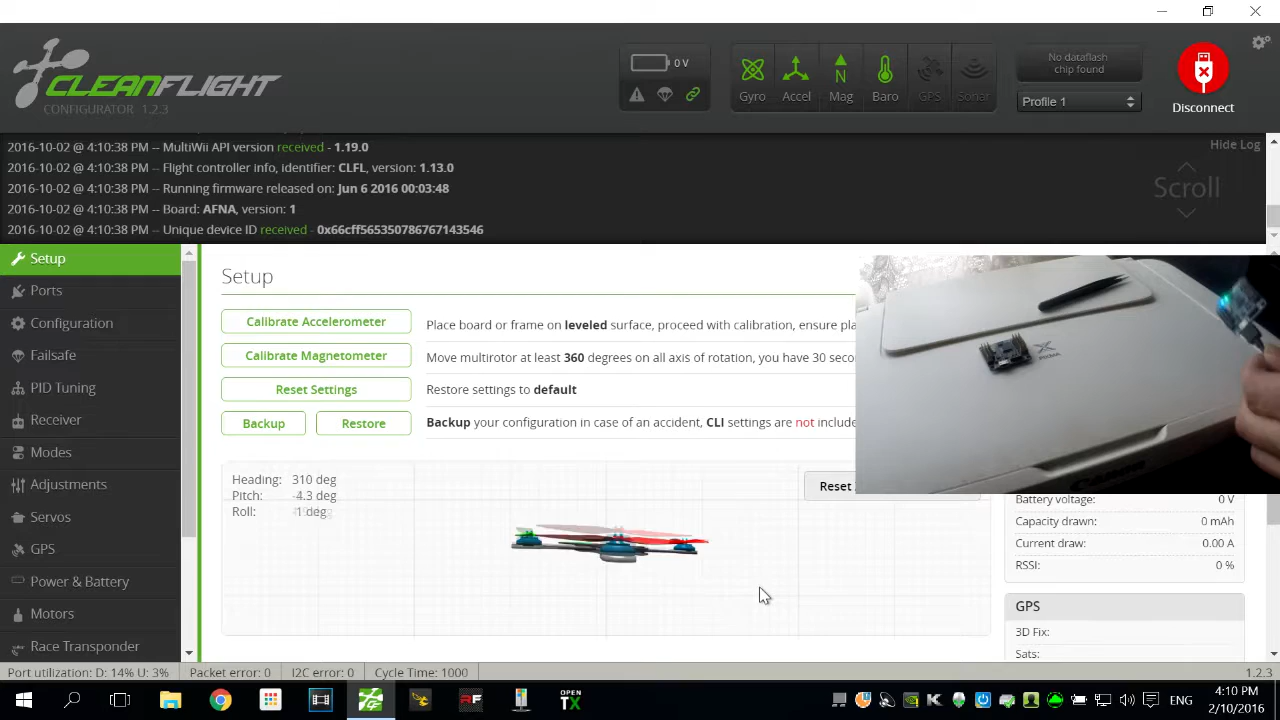 CLEANFLIGHT
CONFIGURATOR 1.2.3
0 V
Gyro
Accel
Mag
Baro
GPS
Sonar
No dataflash
chip found
Profile 1
Disconnect
2016-10-02 @ 4:10:38 PM -- MultiWii API version received - 1.19.0
2016-10-02 @ 4:10:38 PM -- Flight controller info, identifier: CLFL, version: 1.13.0
2016-10-02 @ 4:10:38 PM -- Running firmware released on: Jun 6 2016 00:03:48
2016-10-02 @ 4:10:38 PM -- Board: AFNA, version: 1
2016-10-02 @ 4:10:38 PM -- Unique device ID received - 0x66cff565350786767143546
Hide Log
Scroll
Setup
Ports
Configuration
Failsafe
PID Tuning
Receiver
Modes
Adjustments
Servos
GPS
Power & Battery
Motors
Race Transponder
Setup
Calibrate Accelerometer
Place board or frame on leveled surface, proceed with calibration, ensure pla
Calibrate Magnetometer
Move multirotor at least 360 degrees on all axis of rotation, you have 30 seco
Reset Settings
Restore settings to default
Backup
Restore
Backup your configuration in case of an accident, CLI settings are not include
Heading: 310 deg
Pitch: -4.3 deg
Roll: 1 deg
Reset
Battery voltage: 0 V
Capacity drawn: 0 mAh
Current draw: 0.00 A
RSSI: 0 %
GPS
3D Fix:
Sats:
Port utilization: D: 14% U: 3%
Packet error: 0
I2C error: 0
Cycle Time: 1000
1.2.3
OPEN
TX
ENG
4:10 PM
2/10/2016